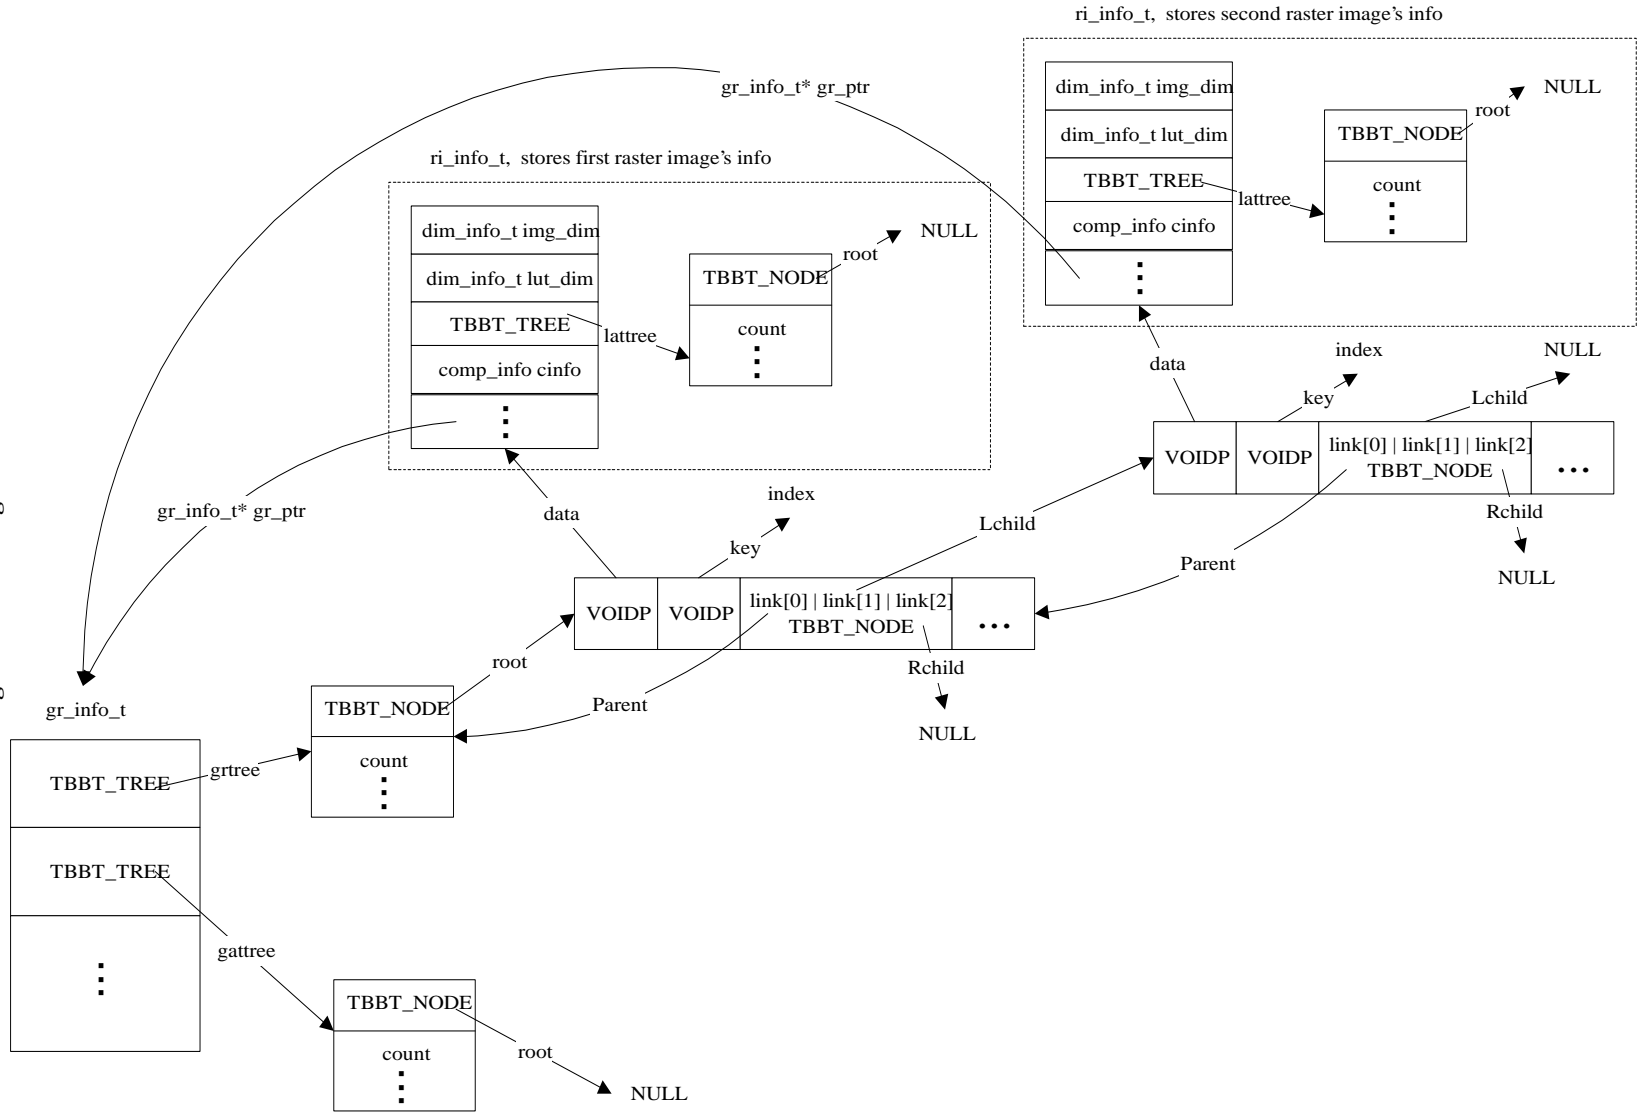 ri_info_t, stores second raster image's info
dim_info_t img_dim
dim_info_t lut_dim
TBBT_TREE
comp_info cinfo
lattree
TBBT_NODE
count
root
NULL
gr_info_t* gr_ptr
ri_info_t, stores first raster image's info
dim_info_t img_dim
dim_info_t lut_dim
TBBT_TREE
comp_info cinfo
lattree
TBBT_NODE
count
root
NULL
data
index
key
NULL
Lchild
VOIDP
VOIDP
link[0] | link[1] | link[2]
TBBT_NODE
...
Rchild
NULL
Parent
gr_info_t* gr_ptr
data
index
key
Lchild
VOIDP
VOIDP
link[0] | link[1] | link[2]
TBBT_NODE
...
Rchild
NULL
Parent
root
gr_info_t
TBBT_TREE
TBBT_TREE
grtree
TBBT_NODE
count
gattree
TBBT_NODE
count
root
NULL
g
g